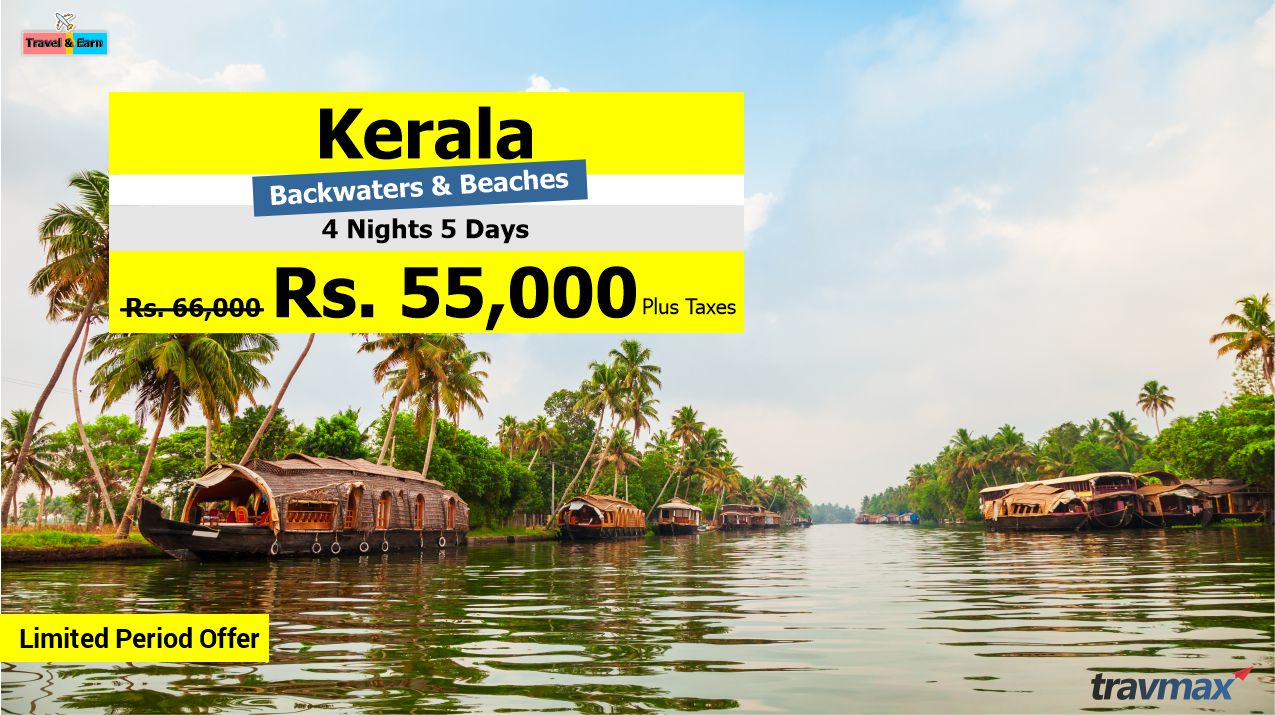 Travel & Earn
Kerala
Backwaters & Beaches
4 Nights 5 Days
Rs. 66,000 Rs. 55,000 Plus Taxes
Limited Period Offer
travmax